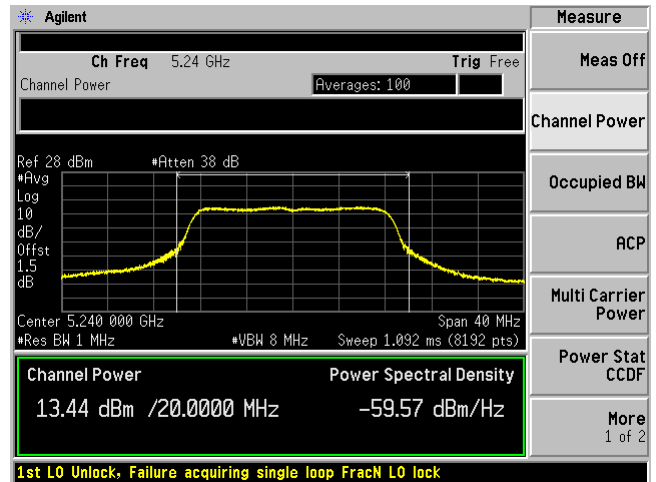 Agilent
Measure
Ch Freq 5.24 GHz Trig Free
Channel Power Averages: 100
Meas Off
Channel Power
Occupied BW
ACP
Multi Carrier Power
Power Stat CCDF
More
1 of 2
Ref 28 dBm #Atten 38 dB
#Avg
Log
10
dB/
Offst
1.5
dB
Center 5.240 000 GHz Span 40 MHz
#Res BW 1 MHz #VBW 8 MHz Sweep 1.092 ms (8192 pts)
Channel Power Power Spectral Density
13.44 dBm /20.0000 MHz -59.57 dBm/Hz
1st LO Unlock, Failure acquiring single loop FracN LO lock